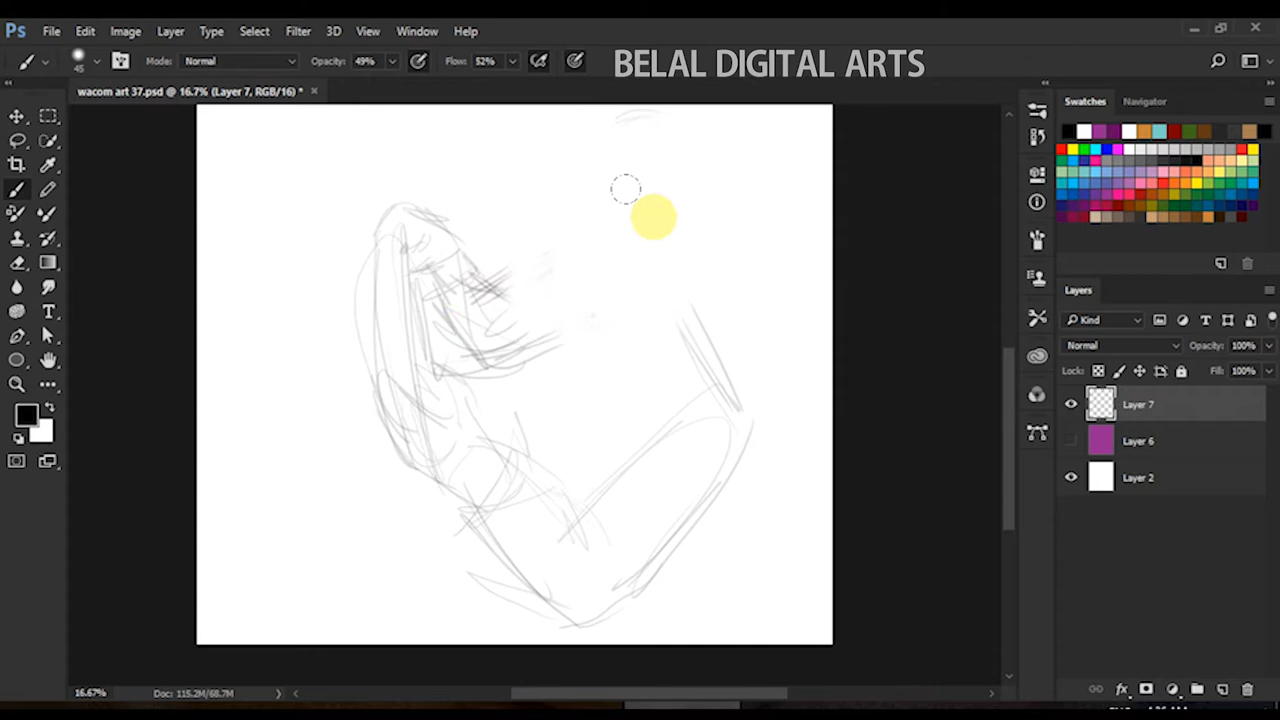 Ps File Edit Image Layer Type Select Filter 3D View Window Help
45 Mode: Normal Opacity: 49% Flow: 52% BELAL DIGITAL ARTS
wacom art 37.psd @ 16.7% (Layer 7, RGB/16) * ×
Swatches Navigator
Layers
Kind
Normal Opacity: 100%
Lock: Fill: 100%
Layer 7
Layer 6
Layer 2
16.67% Doc: 115.2M/68.7M